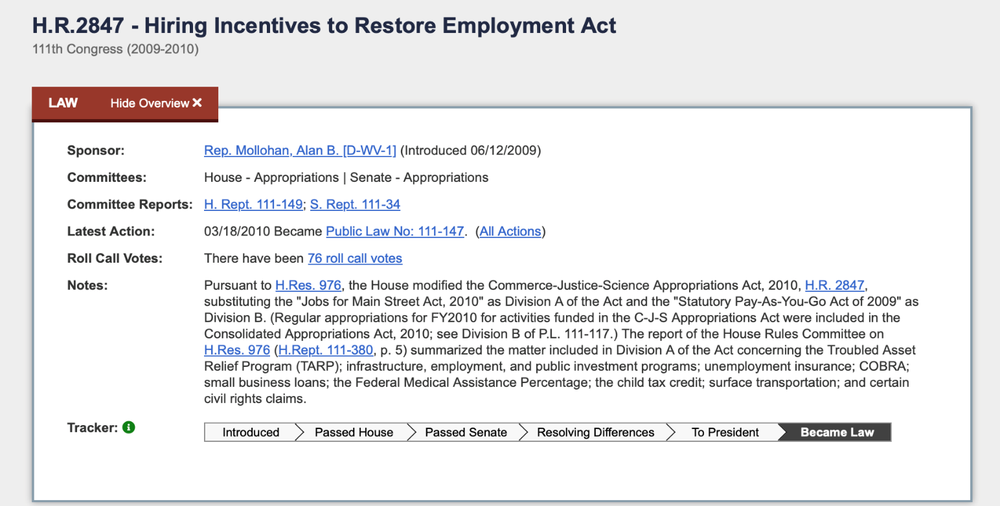 H.R.2847 - Hiring Incentives to Restore Employment Act
111th Congress (2009-2010)
LAW Hide Overview ✕
Sponsor: Rep. Mollohan, Alan B. [D-WV-1] (Introduced 06/12/2009)
Committees: House - Appropriations | Senate - Appropriations
Committee Reports: H. Rept. 111-149; S. Rept. 111-34
Latest Action: 03/18/2010 Became Public Law No: 111-147. (All Actions)
Roll Call Votes: There have been 76 roll call votes
Notes: Pursuant to H.Res. 976, the House modified the Commerce-Justice-Science Appropriations Act, 2010, H.R. 2847,
substituting the "Jobs for Main Street Act, 2010" as Division A of the Act and the "Statutory Pay-As-You-Go Act of 2009" as
Division B. (Regular appropriations for FY2010 for activities funded in the C-J-S Appropriations Act were included in the
Consolidated Appropriations Act, 2010; see Division B of P.L. 111-117.) The report of the House Rules Committee on
H.Res. 976 (H.Rept. 111-380, p. 5) summarized the matter included in Division A of the Act concerning the Troubled Asset
Relief Program (TARP); infrastructure, employment, and public investment programs; unemployment insurance; COBRA;
small business loans; the Federal Medical Assistance Percentage; the child tax credit; surface transportation; and certain
civil rights claims.
Tracker: i Introduced Passed House Passed Senate Resolving Differences To President Became Law